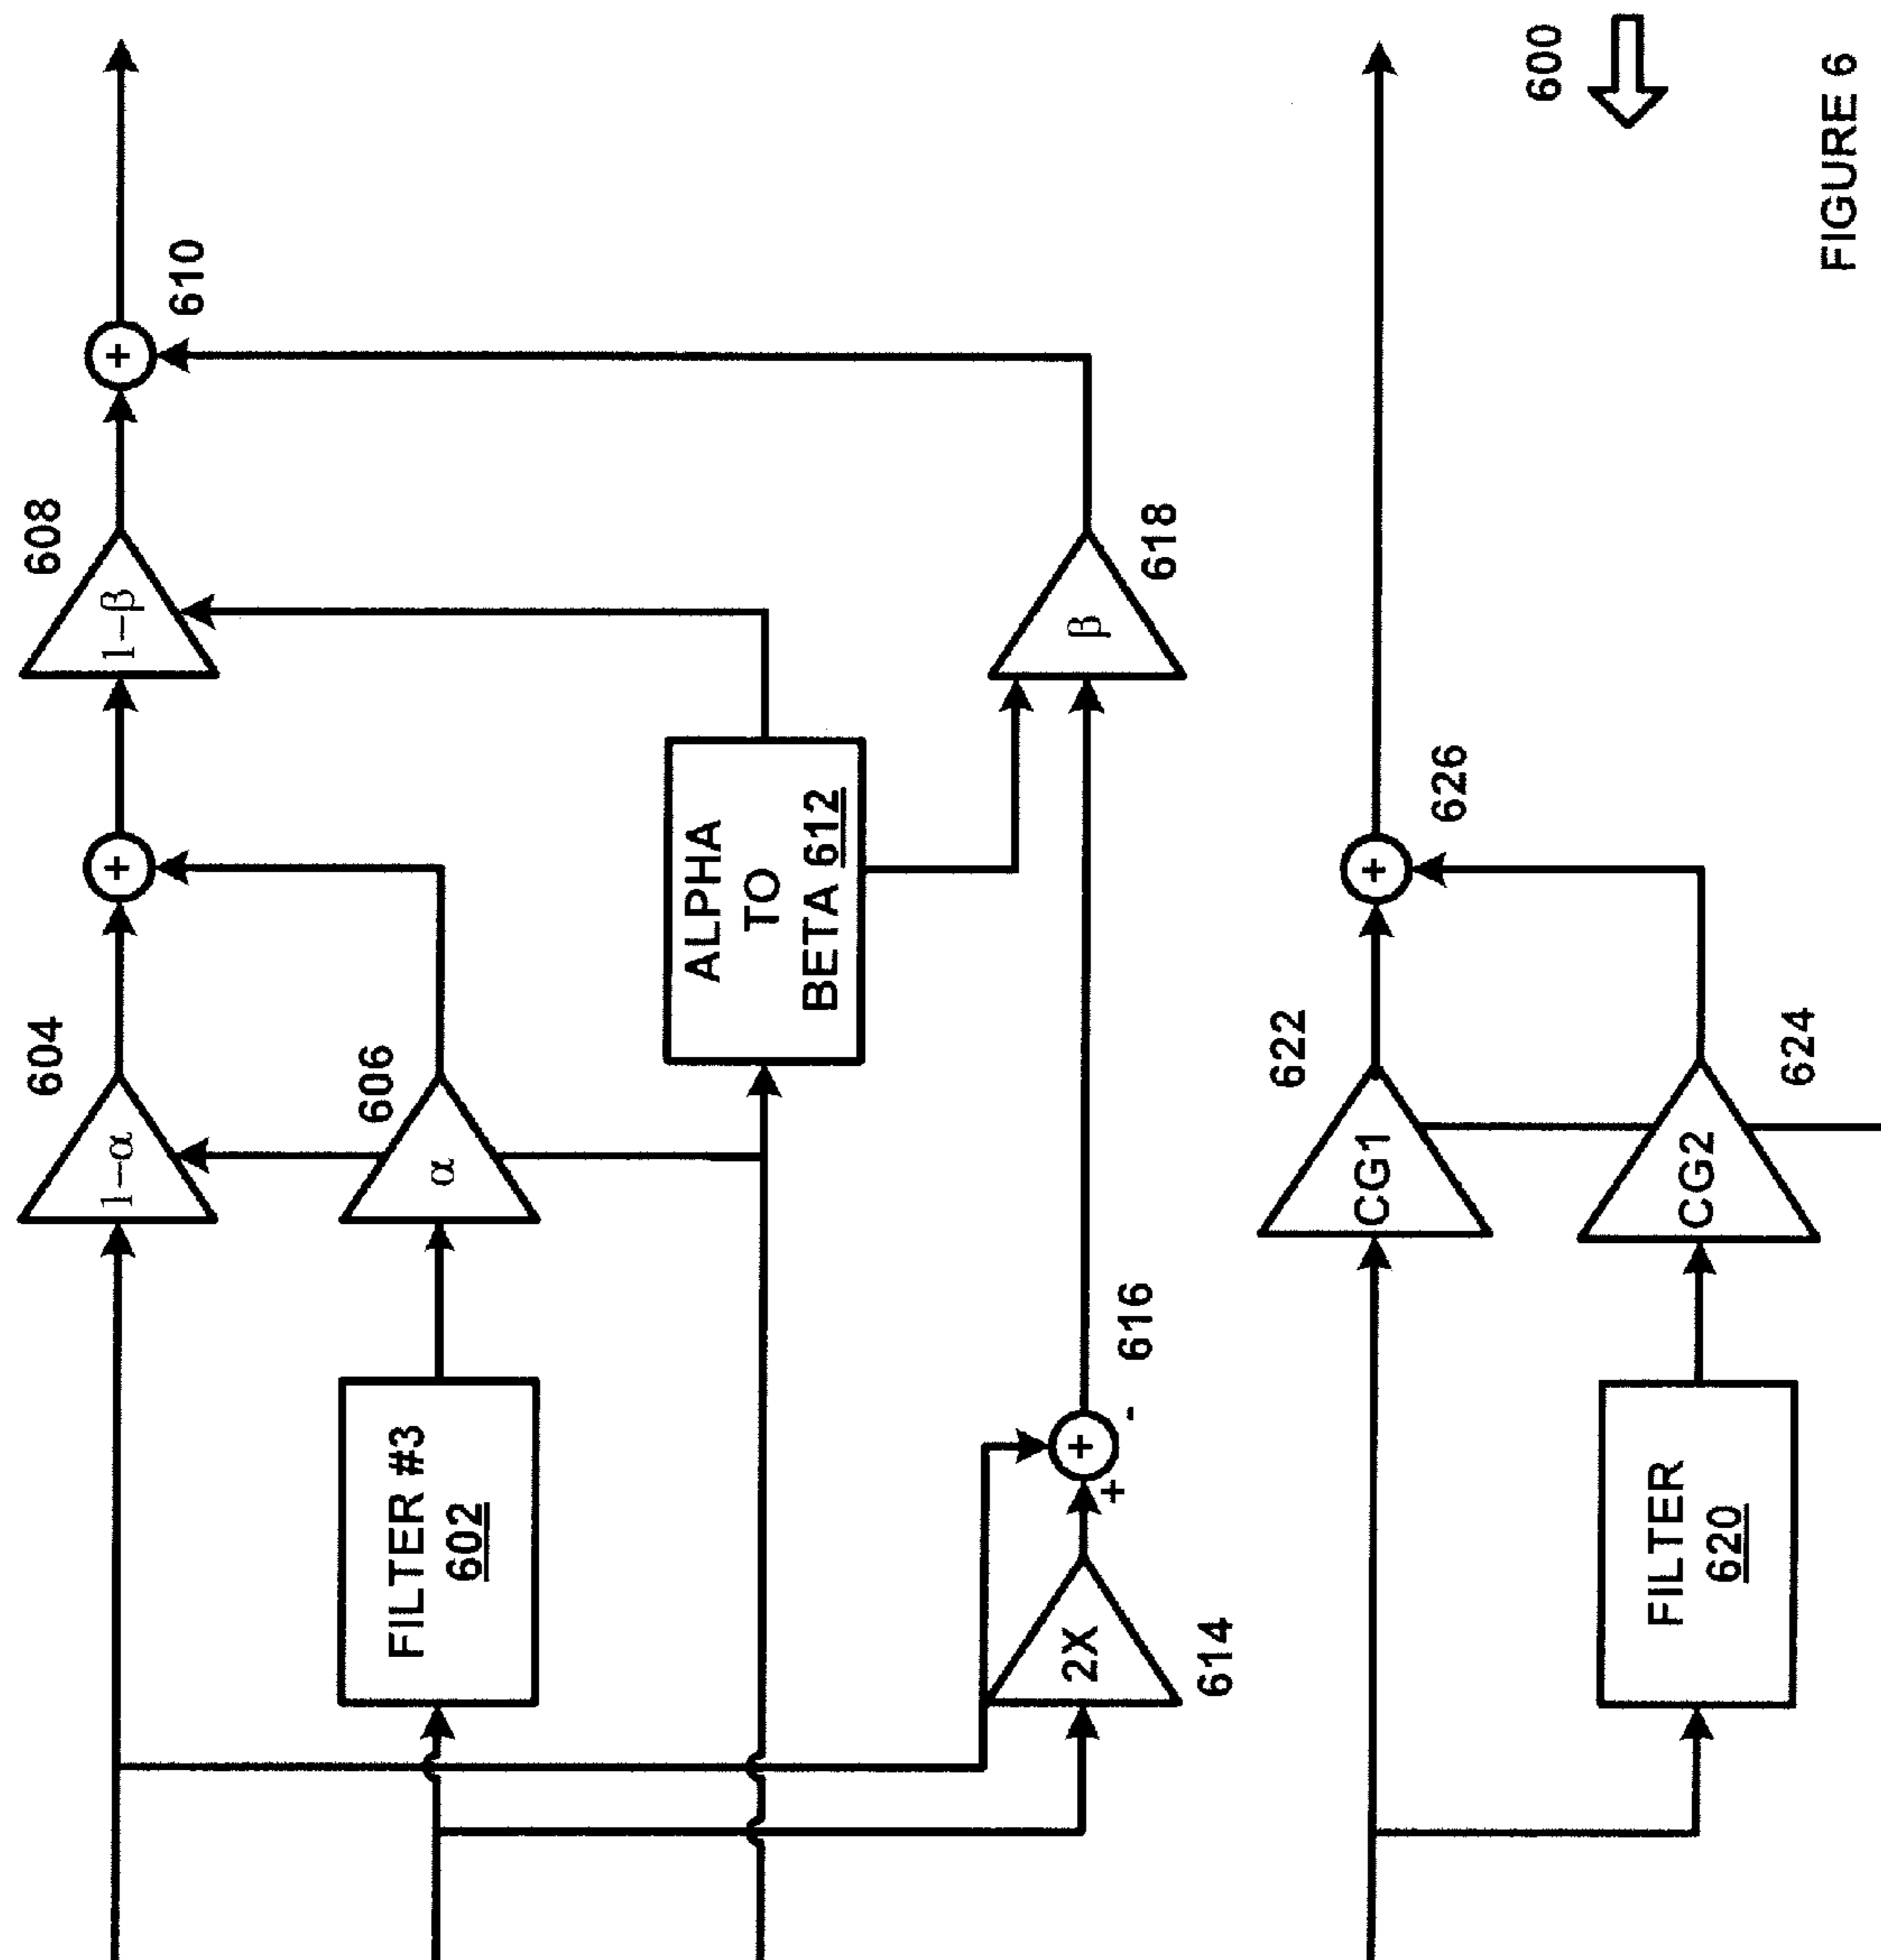 604
1-α
608
1-β
+
+
610
606
α
FILTER #3
602
ALPHA
TO
BETA 612
618
β
616
+
-
+
2X
614
622
CG1
+
626
CG2
624
FILTER
620
600
FIGURE 6